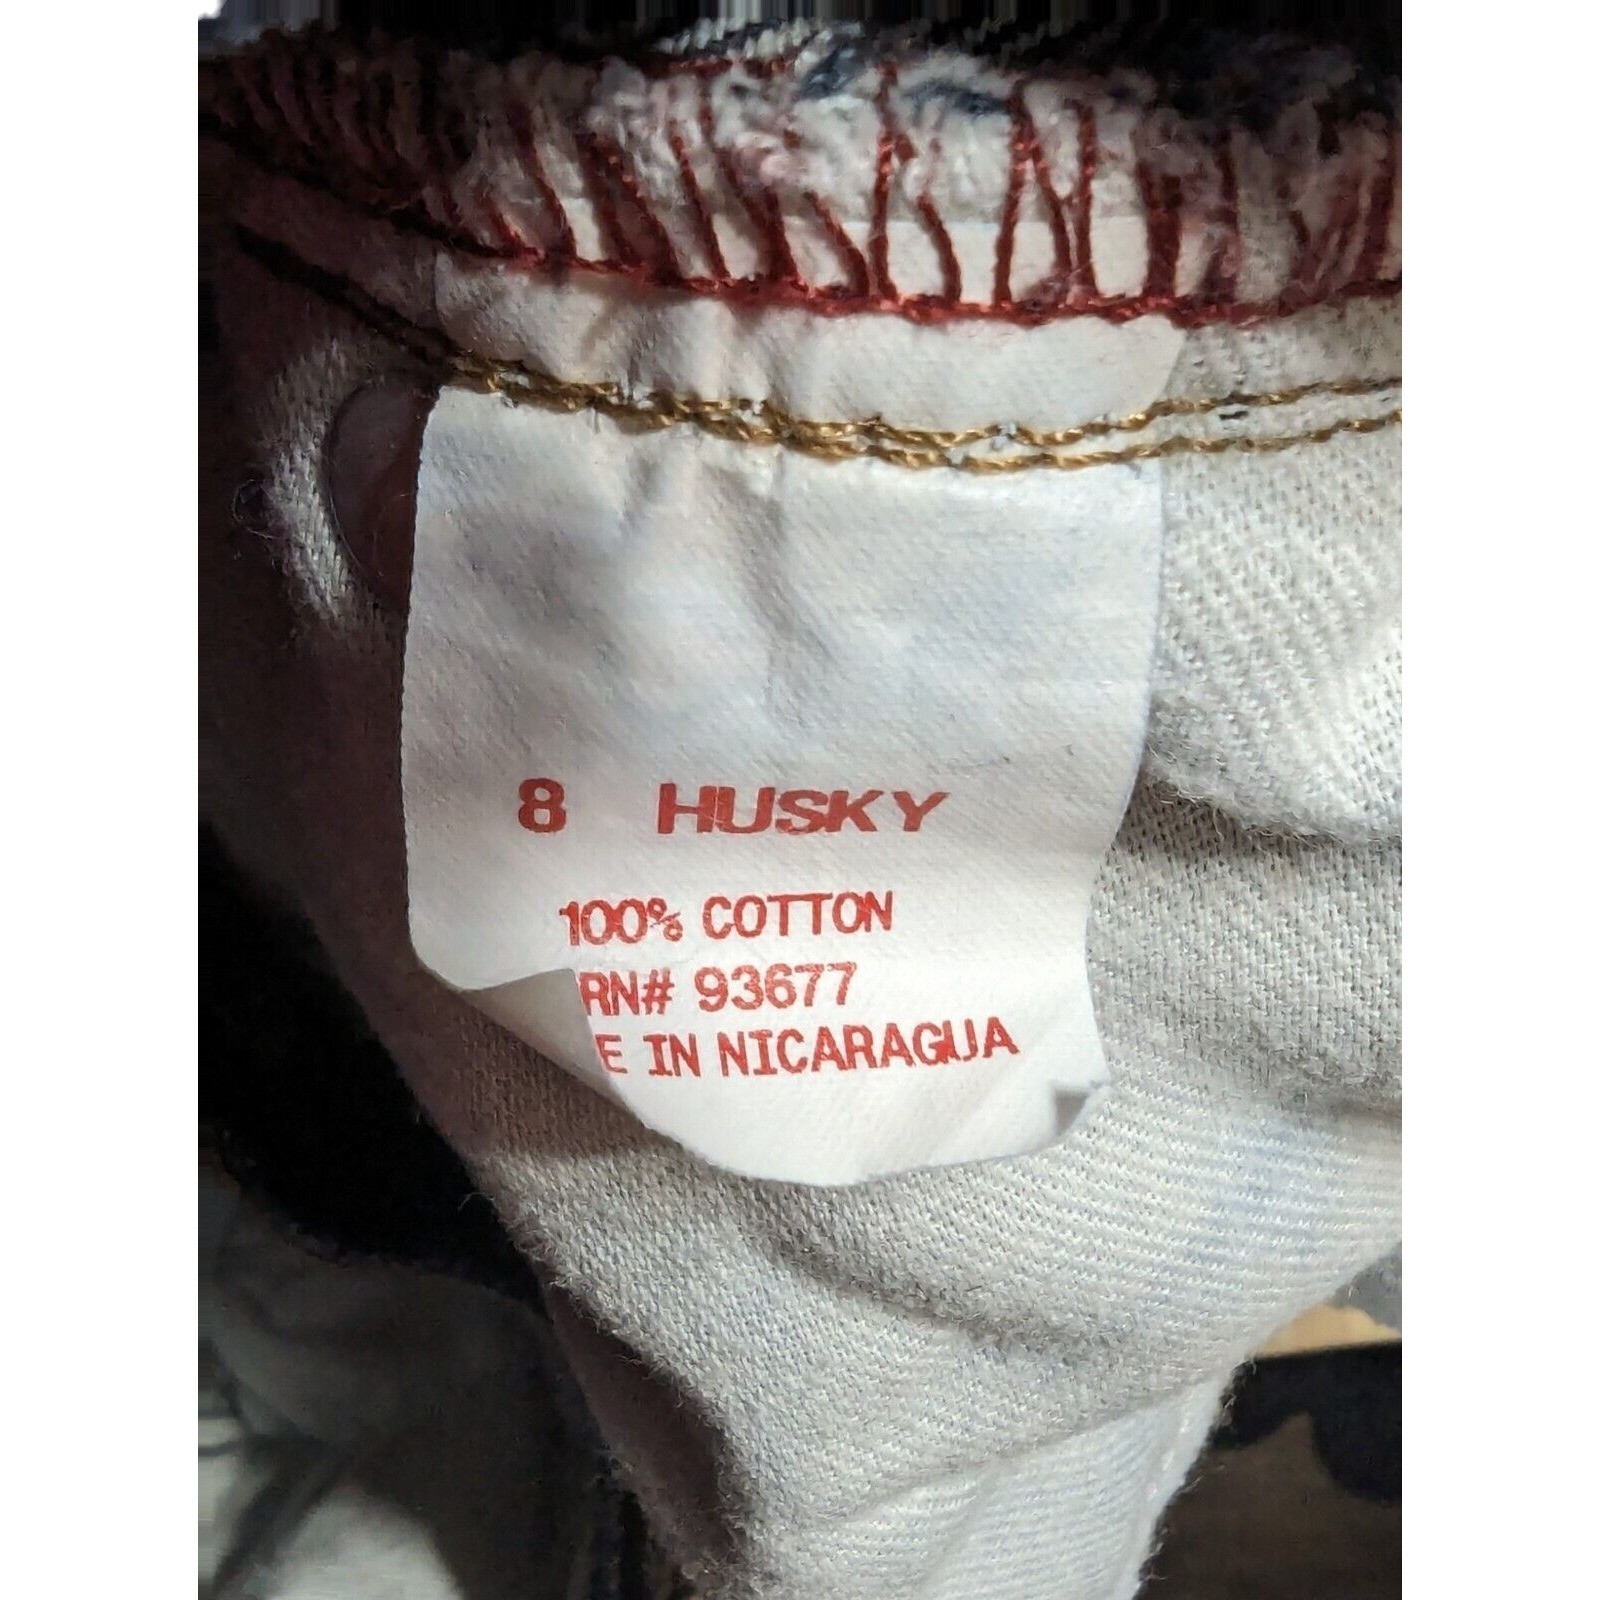 8 HUSKY
100% COTTON
RN# 93677
E IN NICARAGUA